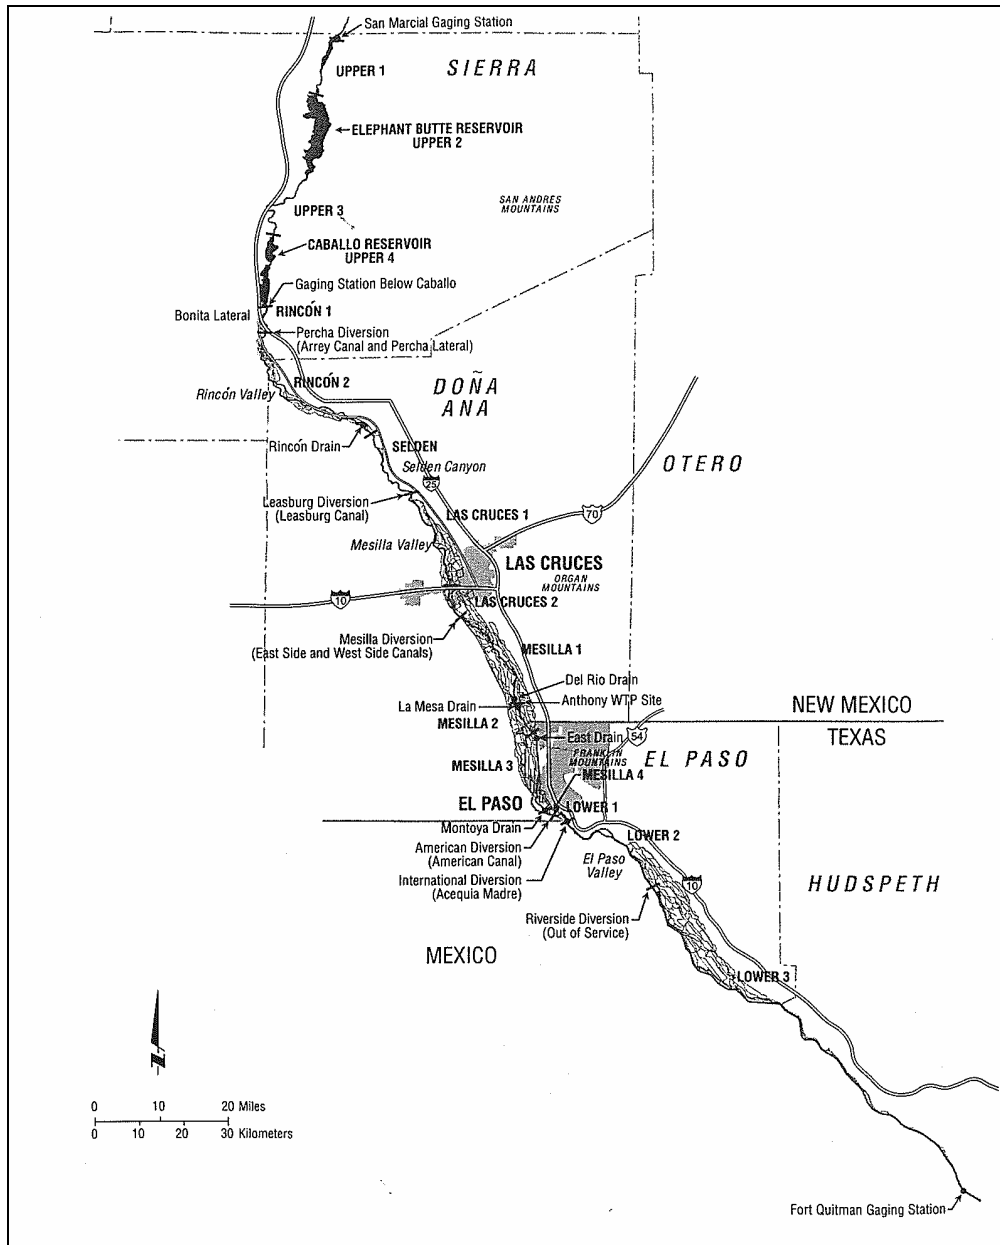 San Marcial Gaging Station
UPPER 1
SIERRA
ELEPHANT BUTTE RESERVOIR
UPPER 2
SAN ANDRES
MOUNTAINS
UPPER 3
CABALLO RESERVOIR
UPPER 4
Gaging Station Below Caballo
Bonita Lateral
RINCÓN 1
Percha Diversion
(Arrey Canal and Percha Lateral)
RINCÓN 2
DOÑA
ANA
Rincón Valley
Rincón Drain
SELDEN
Selden Canyon
OTERO
25
Leasburg Diversion
(Leasburg Canal)
LAS CRUCES 1
70
Mesilla Valley
LAS CRUCES
ORGAN
MOUNTAINS
10
LAS CRUCES 2
Mesilla Diversion
(East Side and West Side Canals)
MESILLA 1
Del Rio Drain
La Mesa Drain
Anthony WTP Site
NEW MEXICO
MESILLA 2
TEXAS
East Drain
54
FRANKLIN
MOUNTAINS
EL PASO
MESILLA 3
MESILLA 4
EL PASO
LOWER 1
Montoya Drain
LOWER 2
American Diversion
(American Canal)
El Paso
Valley
International Diversion
(Acequia Madre)
10
HUDSPETH
Riverside Diversion
(Out of Service)
MEXICO
LOWER 3
N
0 10 20 Miles
0 10 20 30 Kilometers
Fort Quitman Gaging Station